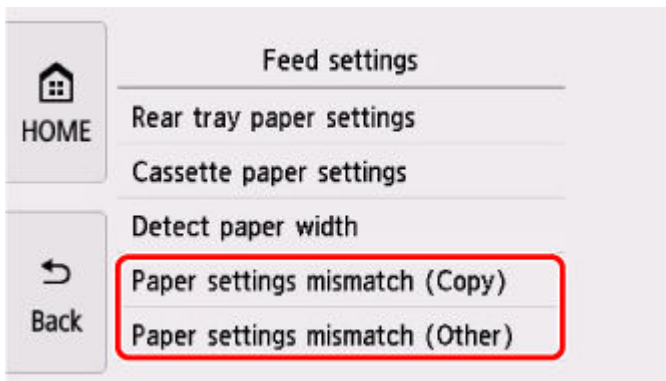 Feed settings
HOME
Rear tray paper settings
Cassette paper settings
Detect paper width
Paper settings mismatch (Copy)
Back
Paper settings mismatch (Other)